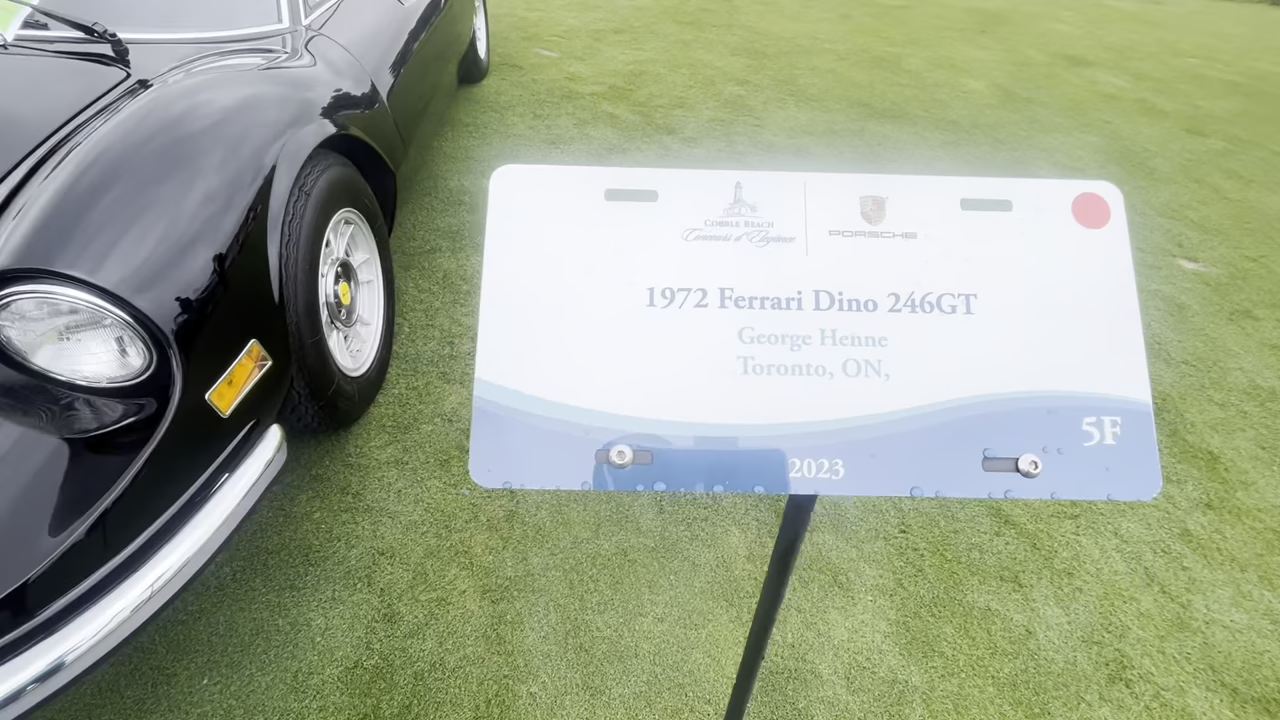 COBBLE BEACH
Concours d'Elegance
PORSCHE
1972 Ferrari Dino 246GT
George Henne
Toronto, ON,
5F
2023